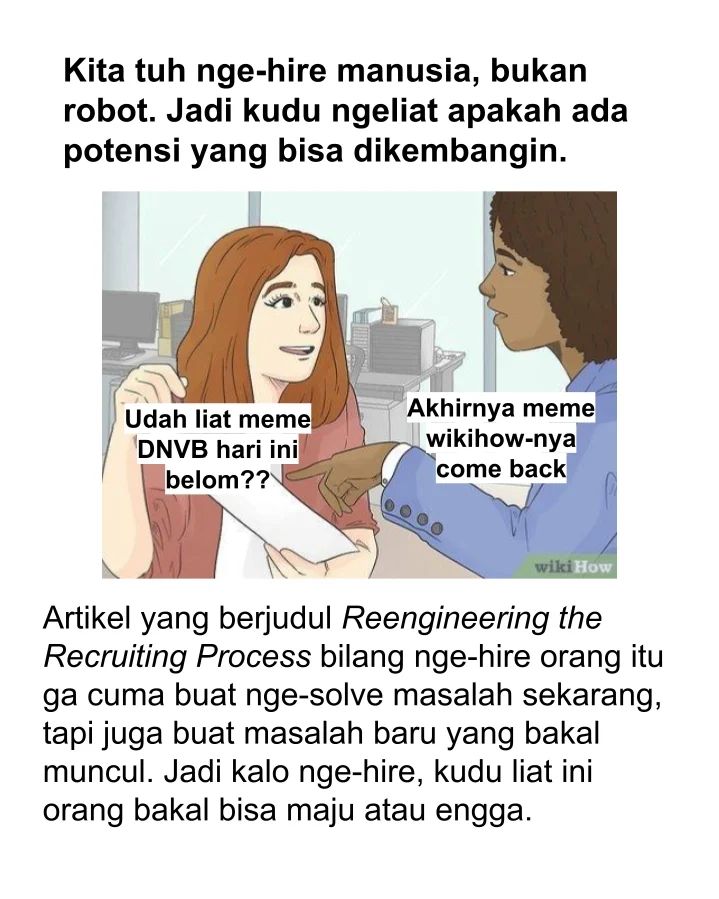 Kita tuh nge-hire manusia, bukan
robot. Jadi kudu ngeliat apakah ada
potensi yang bisa dikembangin.
Udah liat meme
DNVB hari ini
belom??
Akhirnya meme
wikihow-nya
come back
wikiHow
Artikel yang berjudul Reengineering the
Recruiting Process bilang nge-hire orang itu
ga cuma buat nge-solve masalah sekarang,
tapi juga buat masalah baru yang bakal
muncul. Jadi kalo nge-hire, kudu liat ini
orang bakal bisa maju atau engga.